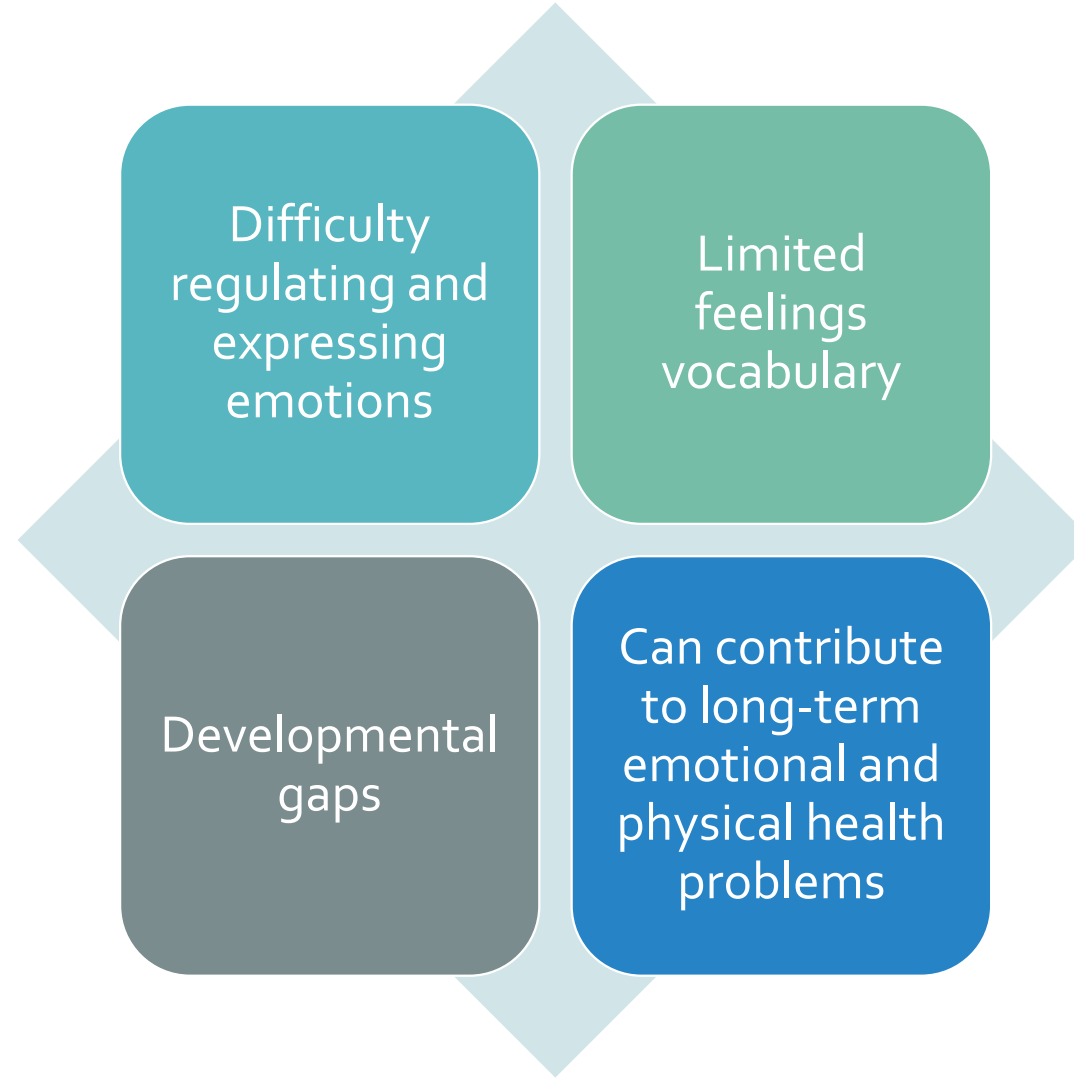 Difficulty
regulating and
expressing
emotions
Limited
feelings
vocabulary
Developmental
gaps
Can contribute
to long-term
emotional and
physical health
problems